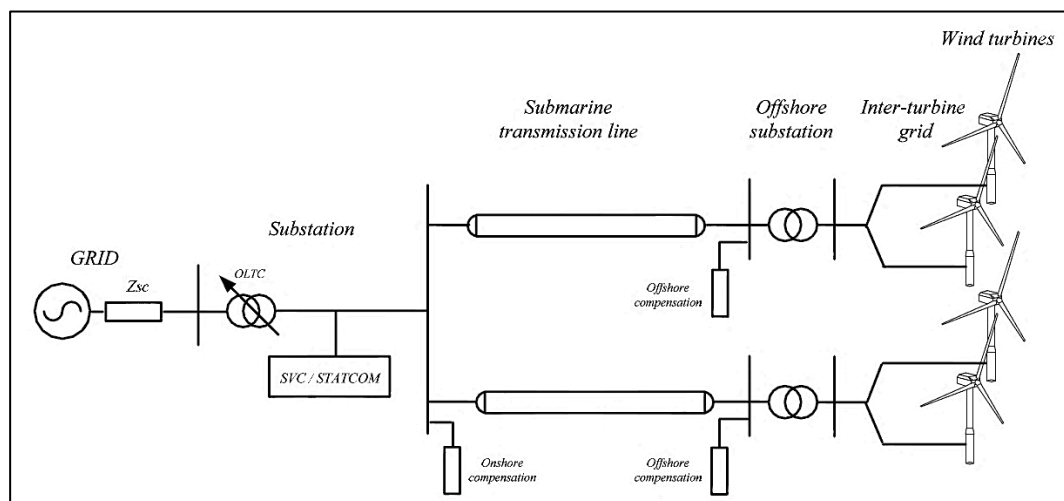 Wind turbines
Submarine
transmission line
Offshore
substation
Inter-turbine
grid
Substation
GRID
Zsc
OLTC
SVC / STATCOM
Offshore
compensation
Onshore
compensation
Offshore
compensation